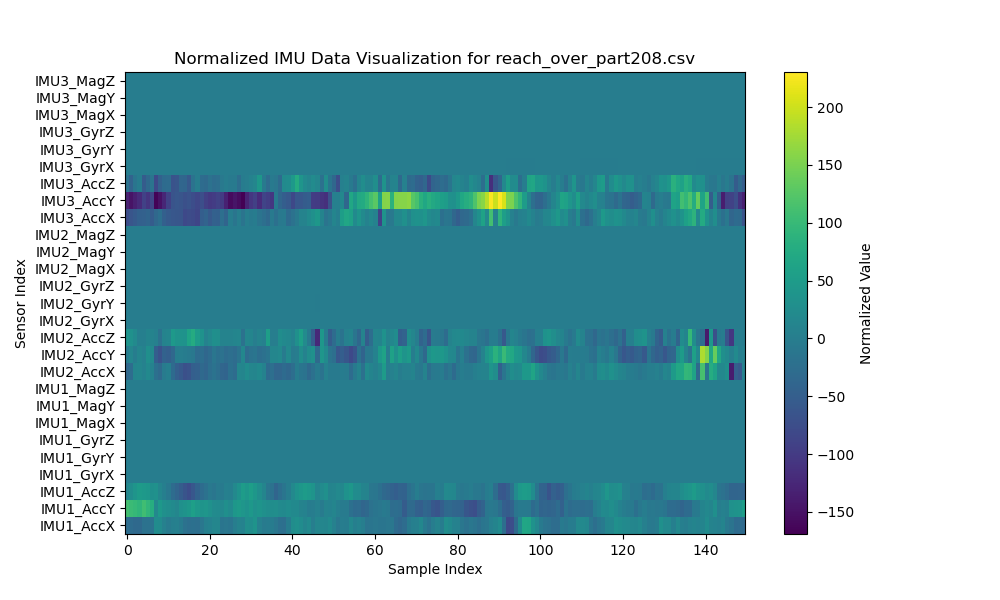 Normalized IMU Data Visualization for reach_over_part208.csv
IMU3_MagZ
IMU3_MagY
IMU3_MagX
IMU3_GyrZ
IMU3_GyrY
IMU3_GyrX
IMU3_AccZ
IMU3_AccY
IMU3_AccX
IMU2_MagZ
IMU2_MagY
IMU2_MagX
IMU2_GyrZ
IMU2_GyrY
IMU2_GyrX
IMU2_AccZ
IMU2_AccY
IMU2_AccX
IMU1_MagZ
IMU1_MagY
IMU1_MagX
IMU1_GyrZ
IMU1_GyrY
IMU1_GyrX
IMU1_AccZ
IMU1_AccY
IMU1_AccX
Sensor Index
0 20 40 60 80 100 120 140
Sample Index
200
150
100
50
0
−50
−100
−150
Normalized Value